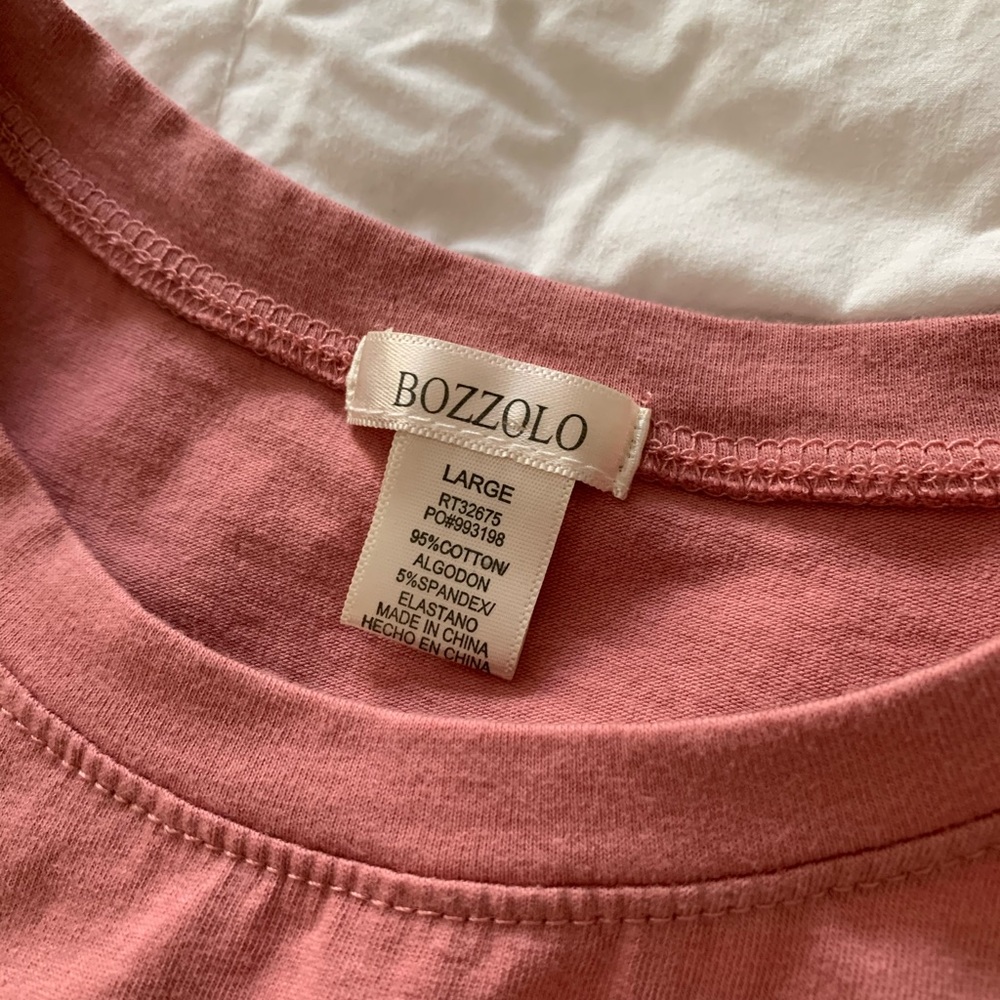 BOZZOLO
LARGE
RT32675
PO#993198
95%COTTON/
ALGODON
5%SPANDEX/
ELASTANO
MADE IN CHINA
HECHO EN CHINA